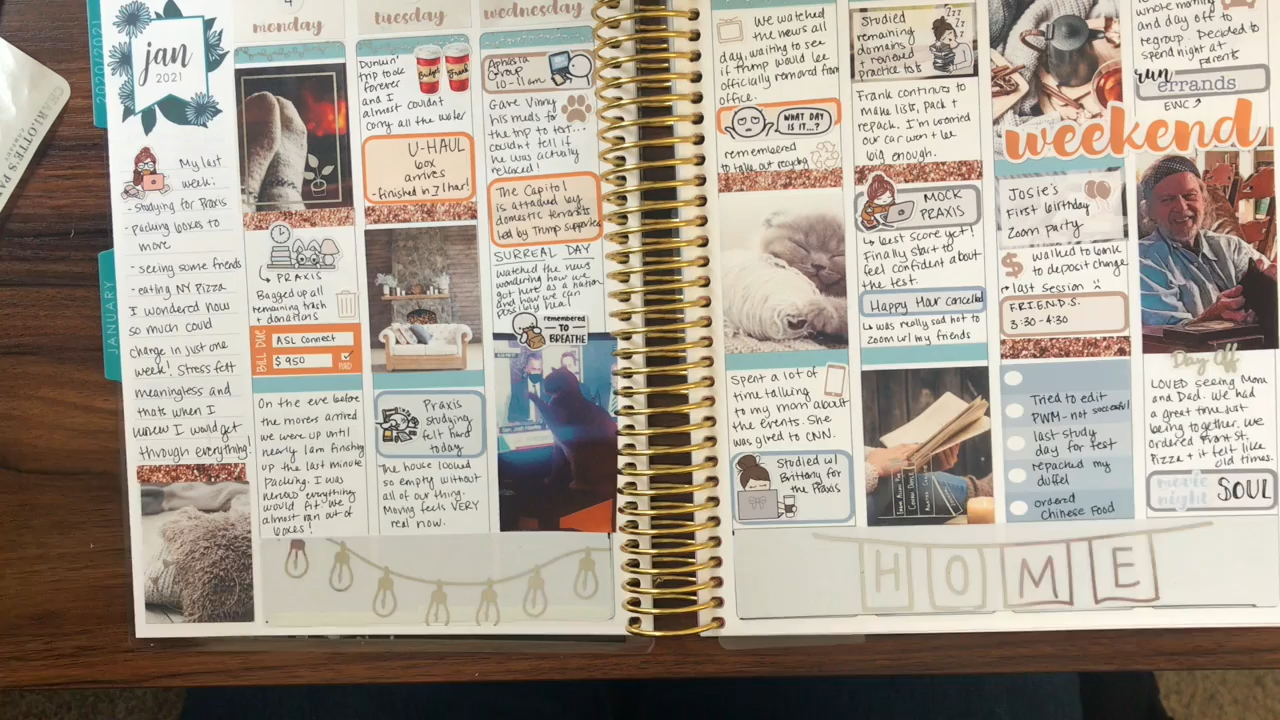 2020/2021
JANUARY
jan
2021
My last
week:
- studying for Praxis
- packing boxes to
move
- seeing some friends
- eating NY Pizza
I wondered how
so much could
change in just one
week! Stress felt
meaningless and
thats when I
knew I would get
through everything!
4
monday
PRAXIS
Bagged up all
remaining trash
+ donations
BILL DUE
ASL Connect
$ 950
PAID
On the eve before
the movers arrived
we were up until
nearly 1am finishing
up the last minute
packing. I was
nervous everything
would fit. We
almost ran out of
boxes!
tuesday
Dunkin'
trip took
forever
and I
almost couldn't
carry all the water
U-HAUL
box
arrives
- finished in 1 hour!
Praxis
studying
felt hard
today
The house looked
so empty without
all of our things.
Moving feels VERY
real now.
wednesday
Aphasia
Group
10-11am
Gave Vinny
his meds for
the trip to test...
couldn't tell if
he was actually
relaxed!
The Capitol
is attacked by
domestic terrorists
led by Trump supporters
SURREAL DAY
watched the news
wondering how we
got here as a nation
and how we can
possibly heal
remembered
TO
BREATHE
We watched
the news all
day, waiting to see
if Trump would be
officially removed from
office.
WHAT DAY
IS IT...?
remembered
to take out recycling
Spent a lot of
time talking
to my mom about
the events. She
was glued to CNN.
Studied w/
Brittany for
the Praxis
Studied
remaining
domains
+ reviewed
practice tests
Frank continued to
make lists, pack +
repack. I'm worried
our car won't be
big enough.
MOCK
PRAXIS
↳ best score yet!
Finally start to
feel confident about
the test.
Happy Hour cancelled
↳ was really sad not to
zoom w/ my friends
weekend
Josie's
First birthday
Zoom party
$ walked to bank
to deposit change
last session
F.R.I.E.N.D.S.
3:30-4:30
Tried to edit
PWM - not successful!
last study
day for test
repacked my
duffel
ordered
Chinese Food
whole morning
and day off to
regroup. Decided to
spend night at
parents
run
errands
ENC
Day Off
LOVED seeing Mom
and Dad. We had
a great time just
being together. We
ordered Front St.
Pizza + it felt like
old times.
movie
night
SOUL
HOME